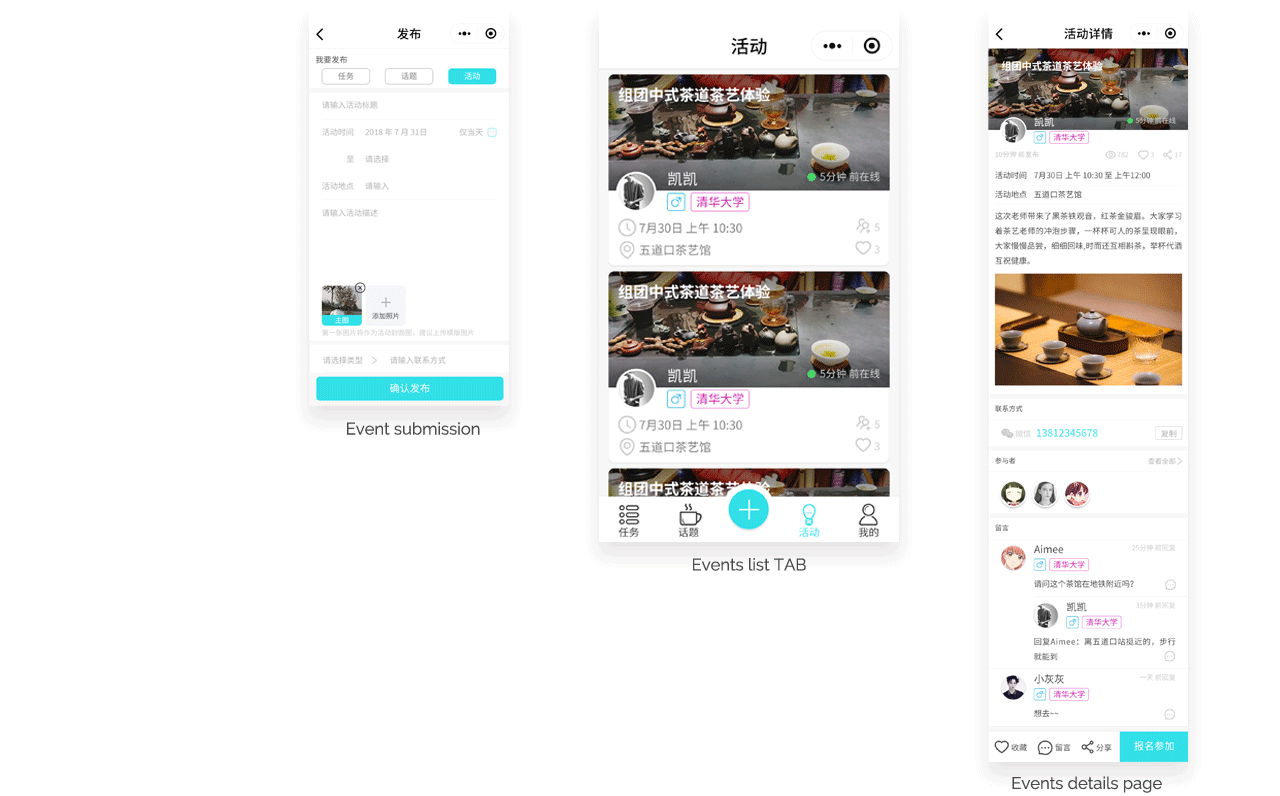 发布
我要发布
任务 话题 活动
请输入活动标题
活动时间 2018 年 7 月 31日 仅当天
至 请选择
活动地点 请输入
请输入活动描述
主图
添加照片
第一张图片将作为活动封面图，建议上传横版图片
请选择类型 请输入联系方式
确认发布
Event submission
活动
组团中式茶道茶艺体验
凯凯
5分钟 前在线
清华大学
7月30日 上午 10:30 5
五道口茶艺馆 3
组团中式茶道茶艺体验
凯凯
5分钟 前在线
清华大学
7月30日 上午 10:30 5
五道口茶艺馆 3
组团中式茶道茶艺体验
任务 话题 活动 我的
Events list TAB
活动详情
组团中式茶道茶艺体验
凯凯
5分钟 前在线
清华大学
10分钟 前发布 782 3 17
活动时间 7月30日 上午 10:30 至 上午12:00
活动地点 五道口茶艺馆
这次老师带来了黑茶铁观音，红茶金骏眉。大家学习
着茶艺老师的冲泡步骤，一杯杯可人的茶呈现眼前，
大家慢慢品尝，细细回味,时而还互相斟茶，举杯代酒
互祝健康。
联系方式
微信 13812345678 复制
参与者 查看全部
留言
Aimee 25分钟 前回复
清华大学
请问这个茶馆在地铁附近吗?
凯凯 3分钟 前回复
清华大学
回复Aimee：离五道口站挺近的，步行
就能到
小灰灰 一天 前回复
清华大学
想去~~
收藏 留言 分享 报名参加
Events details page